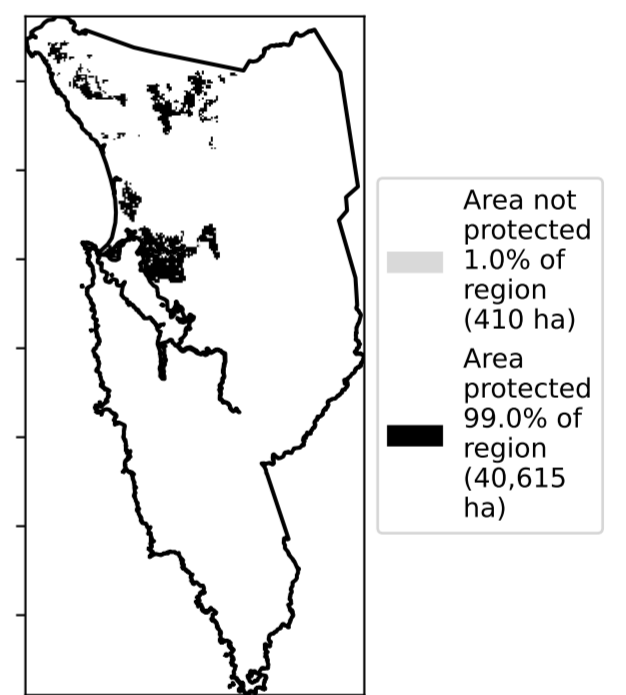 Area not
protected
1.0% of
region
(410 ha)
Area
protected
99.0% of
region
(40,615
ha)